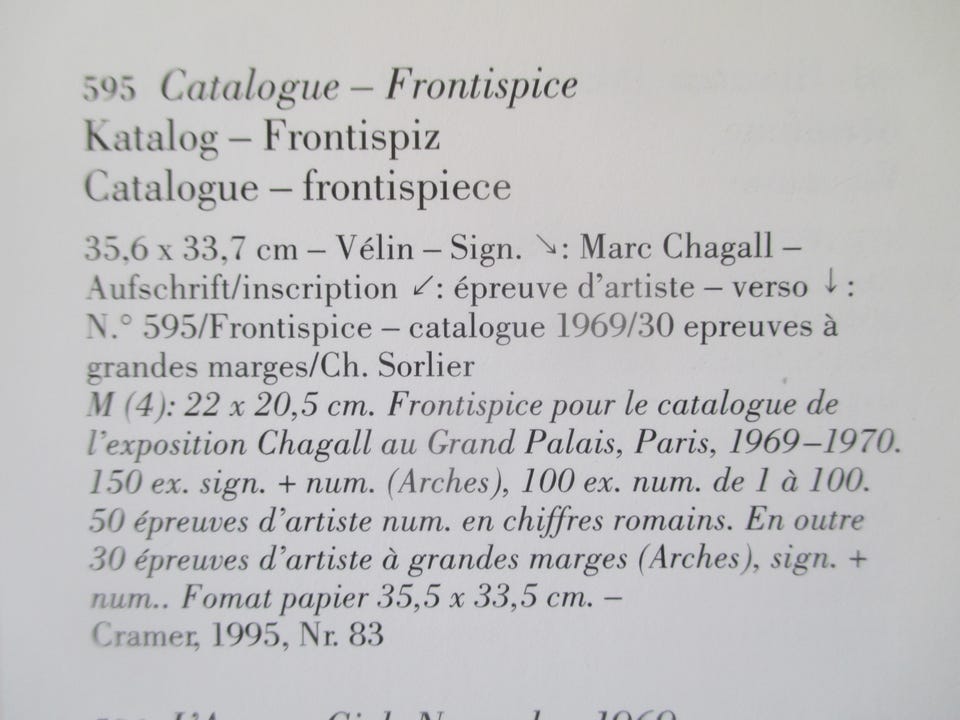 595 Catalogue – Frontispice
Katalog – Frontispiz
Catalogue – frontispiece
35,6 x 33,7 cm – Vélin – Sign. ↘: Marc Chagall –
Aufschrift/inscription ↙: épreuve d'artiste – verso ↓:
N.° 595/Frontispice – catalogue 1969/30 epreuves à
grandes marges/Ch. Sorlier
M (4): 22 x 20,5 cm. Frontispice pour le catalogue de
l'exposition Chagall au Grand Palais, Paris, 1969–1970.
150 ex. sign. + num. (Arches), 100 ex. num. de 1 à 100.
50 épreuves d'artiste num. en chiffres romains. En outre
30 épreuves d'artiste à grandes marges (Arches), sign. +
num.. Fomat papier 35,5 x 33,5 cm. –
Cramer, 1995, Nr. 83